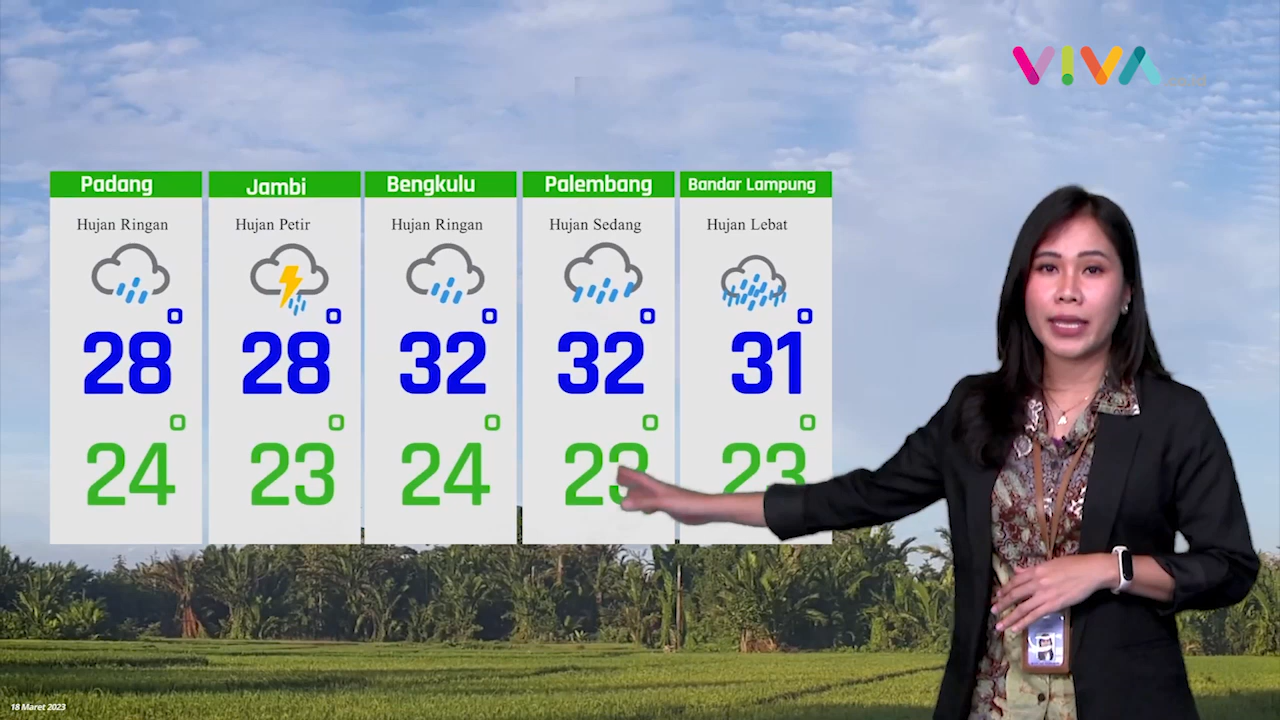 VIVA
Padang
Hujan Ringan
28°
24°
Jambi
Hujan Petir
28°
23°
Bengkulu
Hujan Ringan
32°
24°
Palembang
Hujan Sedang
32°
23°
Bandar Lampung
Hujan Lebat
31°
23°
18 Maret 2023